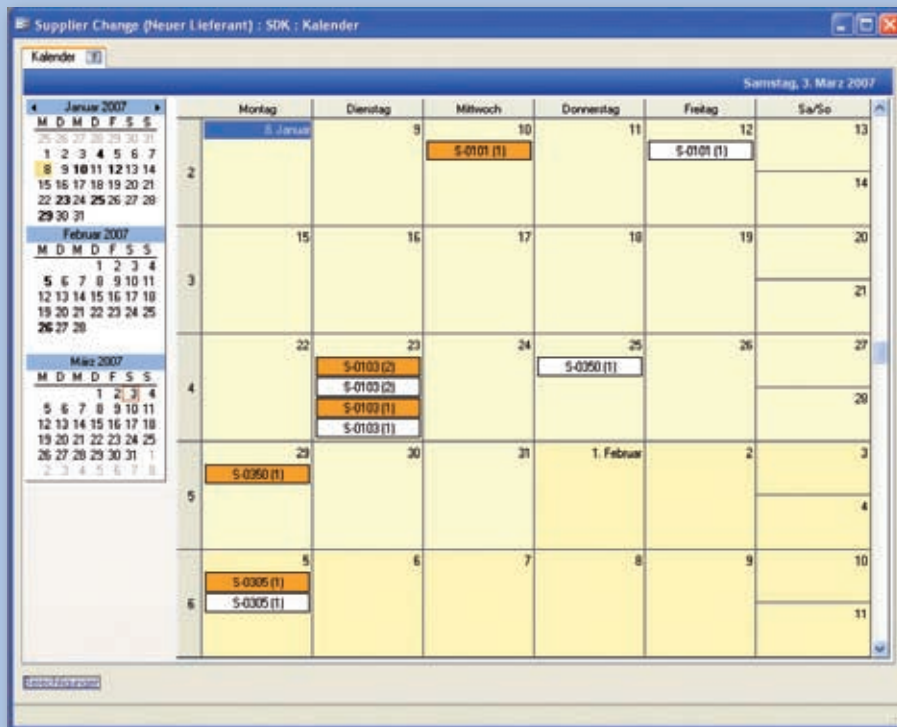 Supplier Change (Neuer Lieferant) : SDK : Kalender
Kalender
Samstag, 3. März 2007
Januar 2007
M D M D F S S
25 26 27 28 29 30 31
1 2 3 4 5 6 7
8 9 10 11 12 13 14
15 16 17 18 19 20 21
22 23 24 25 26 27 28
29 30 31
Februar 2007
M D M D F S S
1 2 3 4
5 6 7 8 9 10 11
12 13 14 15 16 17 18
19 20 21 22 23 24 25
26 27 28
März 2007
M D M D F S S
1 2 3 4
5 6 7 8 9 10 11
12 13 14 15 16 17 18
19 20 21 22 23 24 25
26 27 28 29 30 31 1
2 3 4 5 6 7 8
Montag Dienstag Mittwoch Donnerstag Freitag Sa/So
8. Januar 9 10 11 12 13
S-0101 (1) S-0101 (1)
2
14
15 16 17 18 19 20
3
21
22 23 24 25 26 27
S-0103 (2) S-0350 (1)
S-0103 (2)
4
28
S-0103 (1)
S-0103 (1)
29 30 31 1. Februar 2 3
S-0350 (1)
5
4
5 6 7 8 9 10
S-0305 (1)
S-0305 (1)
6
11
Berechtigungen